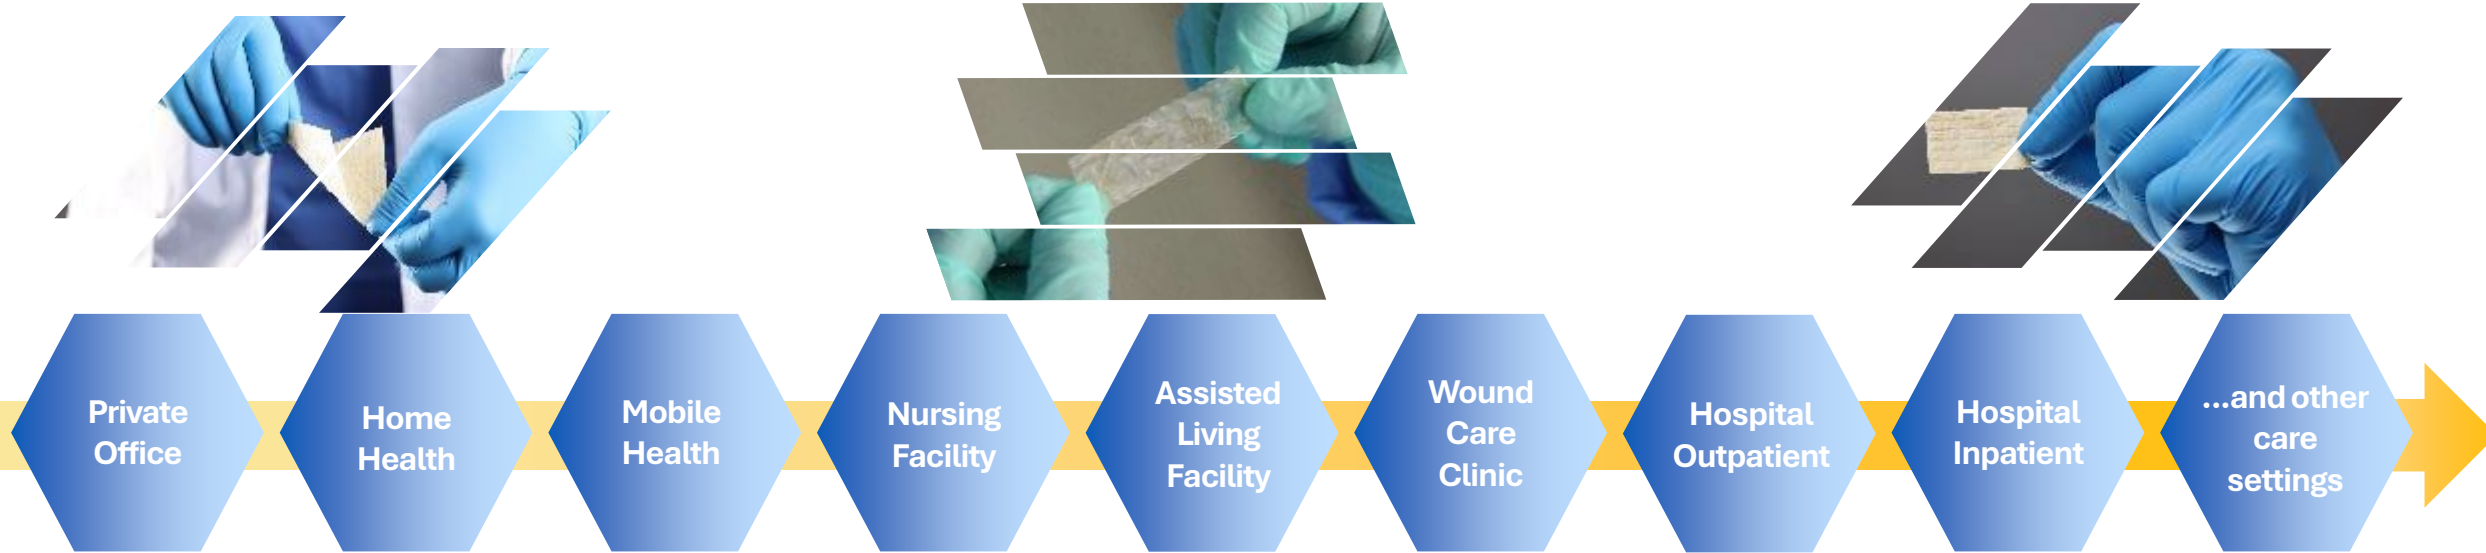 Private
Office
Home
Health
Mobile
Health
Nursing
Facility
Assisted
Living
Facility
Wound
Care
Clinic
Hospital
Outpatient
Hospital
Inpatient
...and other
care
settings